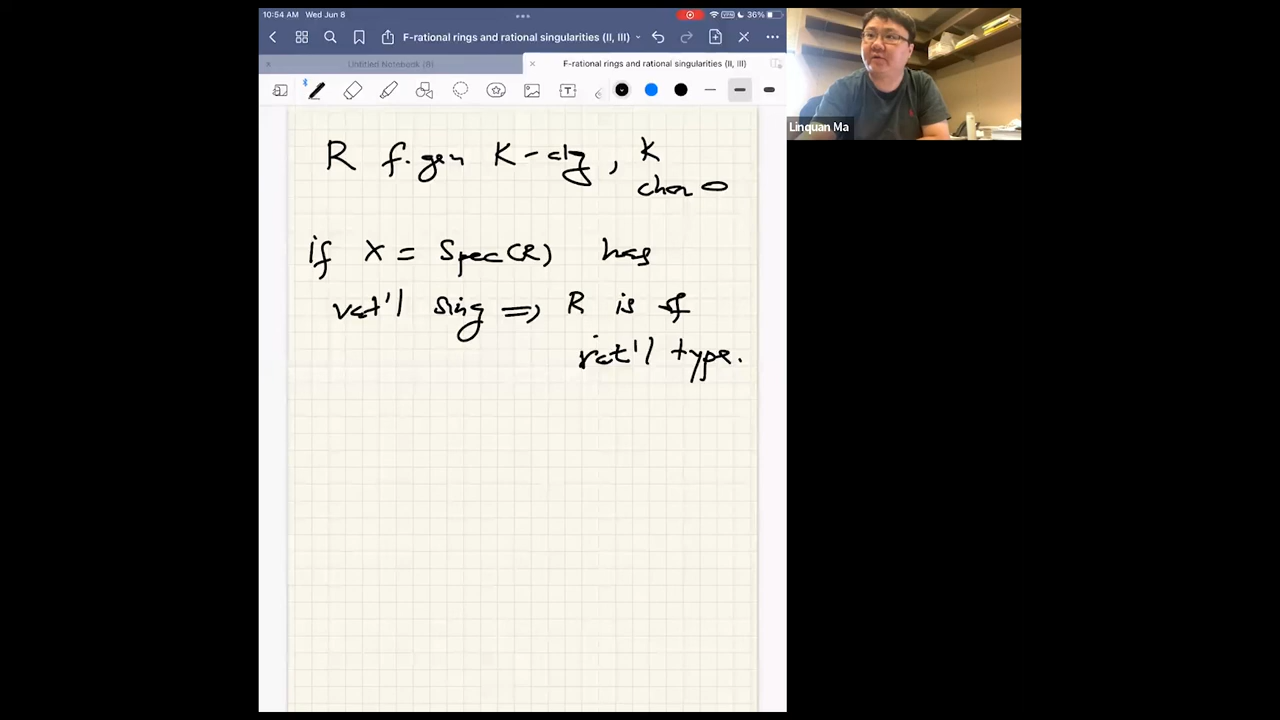 10:54 AM Wed Jun 8
36%
F-rational rings and rational singularities (II, III)
Untitled Notebook (8)
F-rational rings and rational singularities (II, III)
R f.gen K-alg, K
char 0
if X = Spec(R) has
rat'l sing => R is of
rat'l type.
Linquan Ma